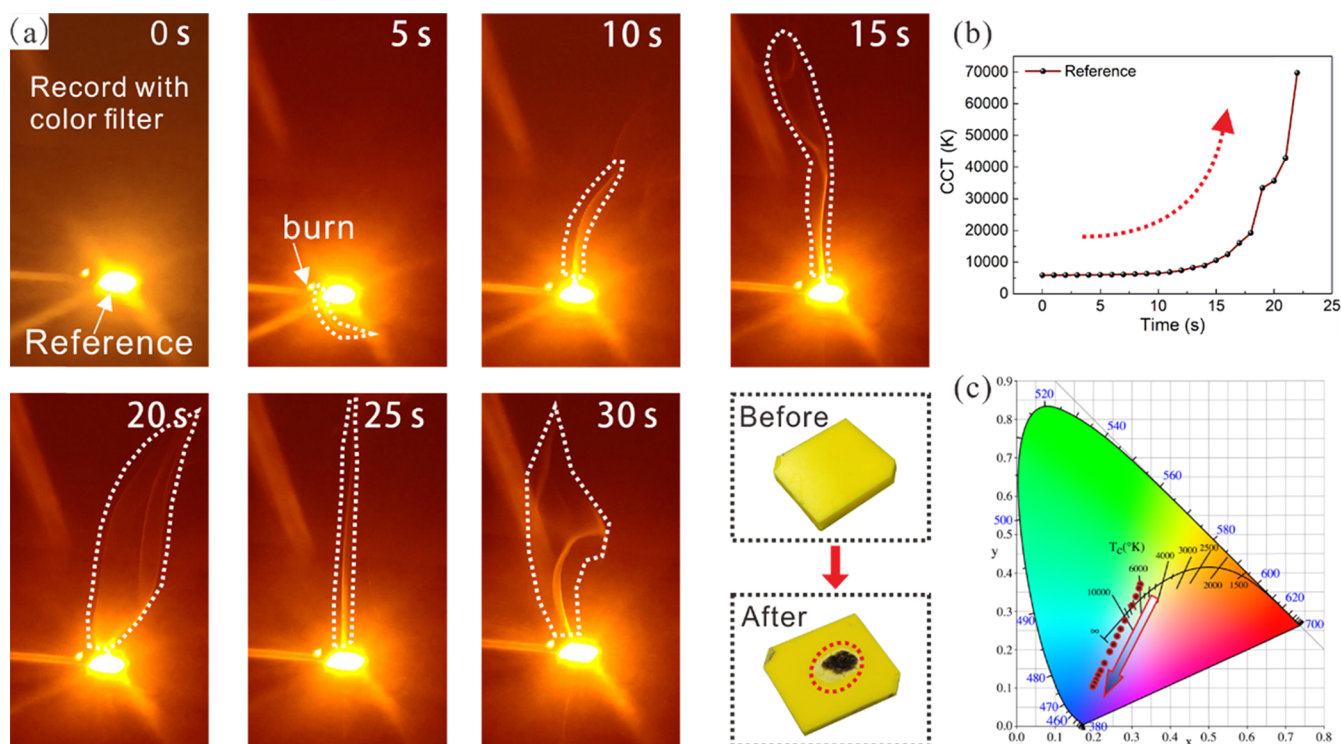 (a)
0 s
Record with
color filter
Reference
5 s
burn
10 s
15 s
20 s
25 s
30 s
Before
After
(b)
Reference
CCT (K)
70000
60000
50000
40000
30000
20000
10000
0
0 5 10 15 20 25
Time (s)
(c)
0.9
0.8
0.7
0.6
0.5
y
0.4
0.3
0.2
0.1
0.0
0.0 0.1 0.2 0.3 0.4 0.5 0.6 0.7 0.8
x
520
540
560
580
600
620
700
500
490
480
470
460
380
Tc(°K)
∞
10000
6000
4000
3000
2500
2000
1500